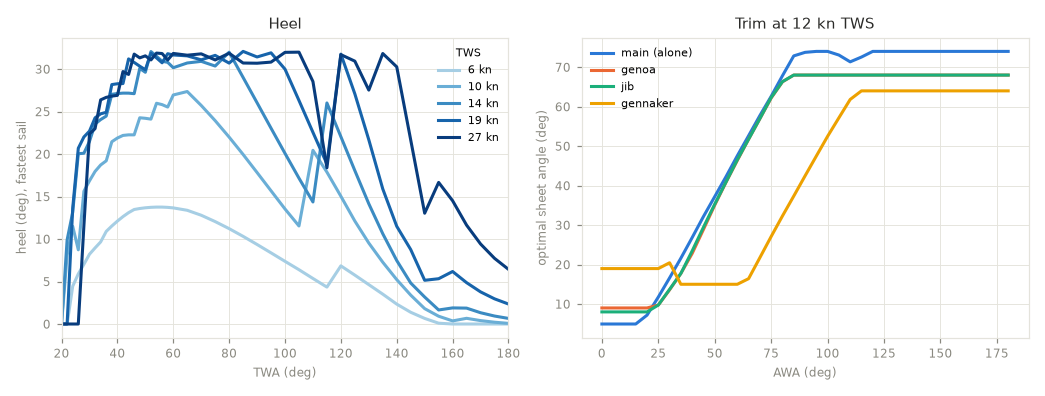 Heel
heel (deg), fastest sail
0
5
10
15
20
25
30
20
40
60
80
100
120
140
160
180
TWA (deg)
TWS
6 kn
10 kn
14 kn
19 kn
27 kn
Trim at 12 kn TWS
optimal sheet angle (deg)
10
20
30
40
50
60
70
0
25
50
75
100
125
150
175
AWA (deg)
main (alone)
genoa
jib
gennaker